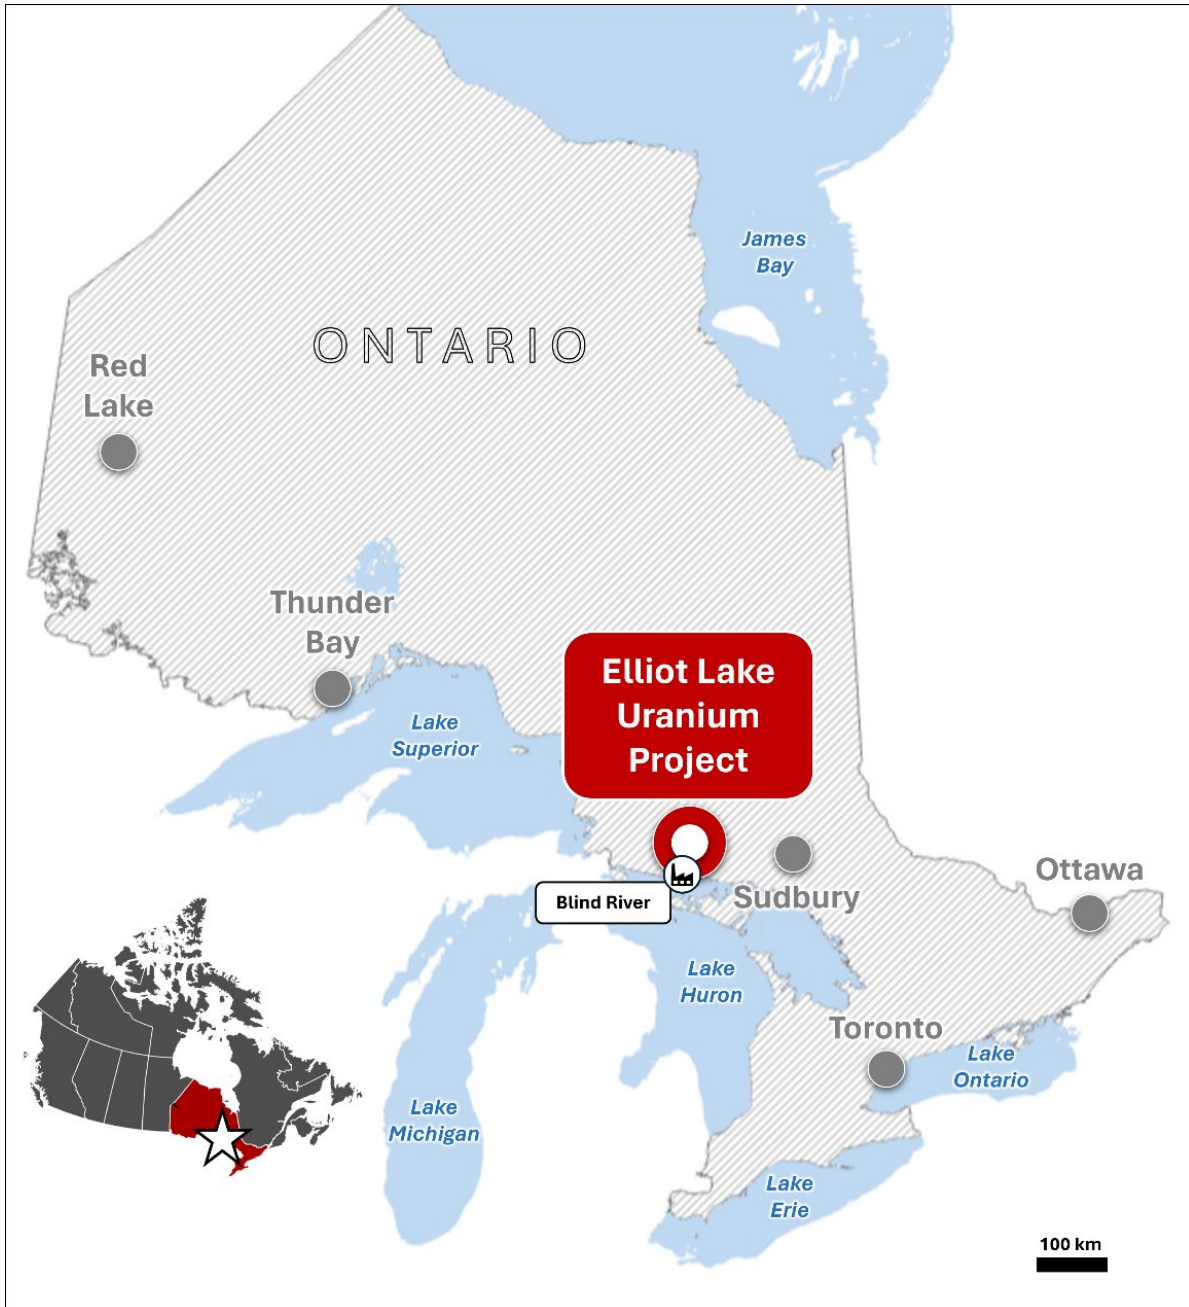 James
Bay
ONTARIO
Red
Lake
Thunder
Bay
Elliot Lake
Uranium
Project
Lake
Superior
Blind River
Sudbury
Ottawa
Lake
Huron
Toronto
Lake
Ontario
Lake
Michigan
Lake
Erie
100 km